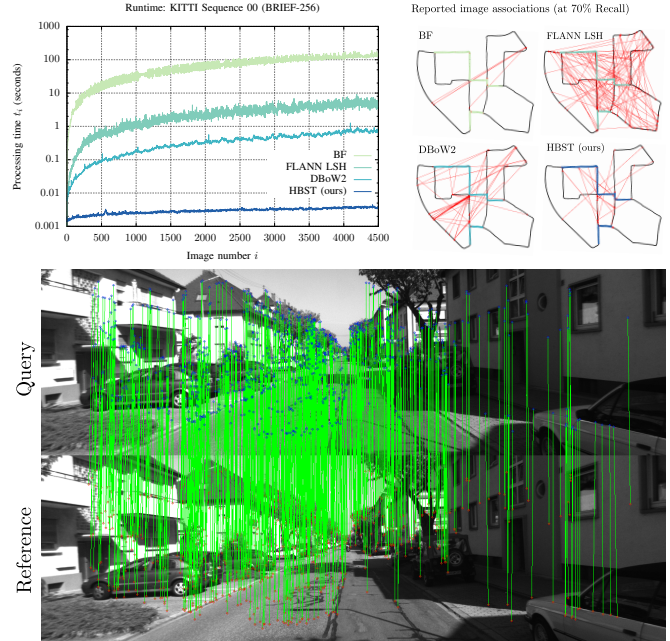 Runtime: KITTI Sequence 00 (BRIEF-256)
Processing time tᵢ (seconds)
1000
100
10
1
0.1
0.01
0.001
0 500 1000 1500 2000 2500 3000 3500 4000 4500
Image number i
BF
FLANN LSH
DBoW2
HBST (ours)
Reported image associations (at 70% Recall)
BF
FLANN LSH
DBoW2
HBST (ours)
Query
Reference